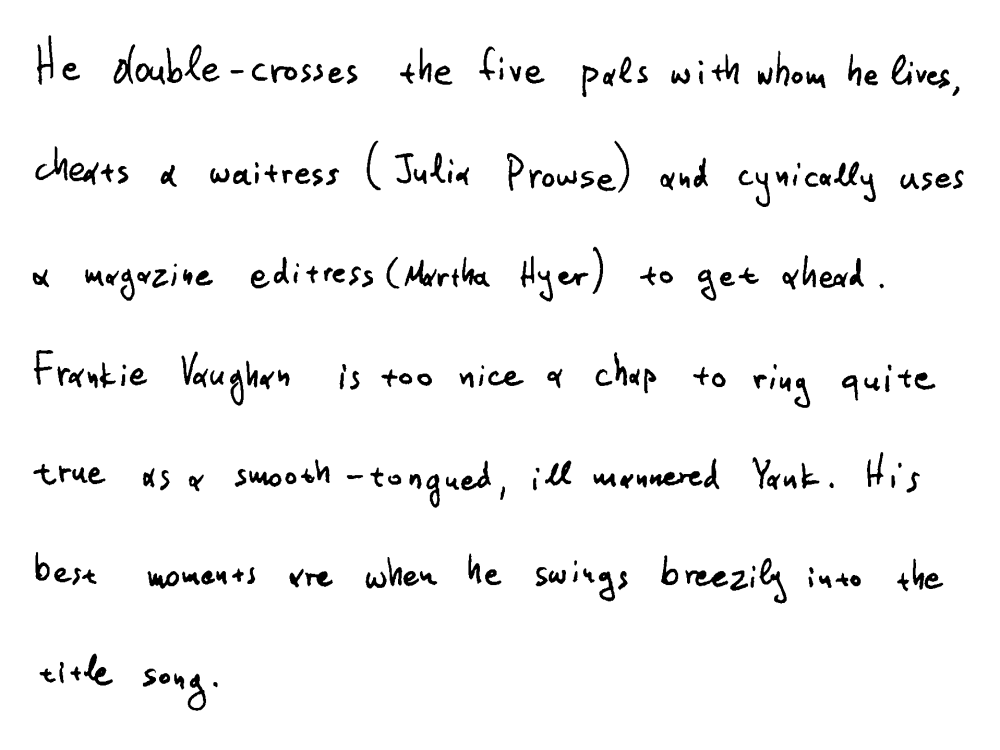 He double-crosses the five pals with whom he lives,
cheats a waitress (Julia Prowse) and cynically uses
a magazine editress (Martha Hyer) to get ahead.
Frankie Vaughan is too nice a chap to ring quite
true as a smooth-tongued, ill mannered Yank. His
best moments are when he swings breezily into the
title song.